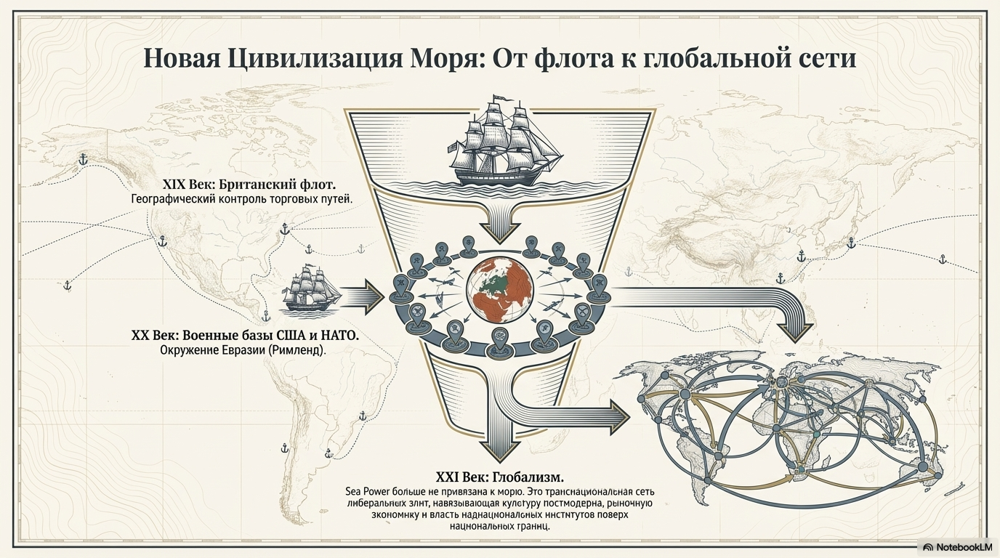 Новая Цивилизация Моря: От флота к глобальной сети
XIX Век: Британский флот.
Географический контроль торговых путей.
XX Век: Военные базы США и НАТО.
Окружение Евразии (Римленд).
XXI Век: Глобализм.
Sea Power больше не привязана к морю. Это транснациональная сеть
либеральных злит, навязывающая культуру постмодерна, рыночную
зкономику и власть наднациональных институтов поверх
национальных границ.
NotebookLM